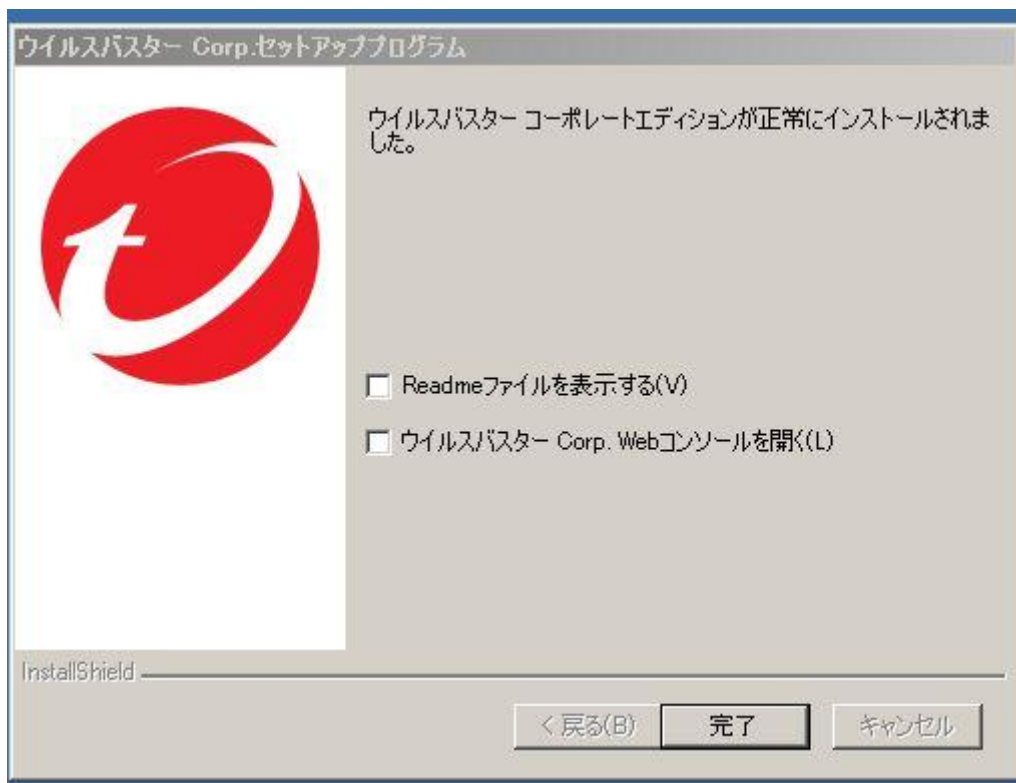 ウイルスバスター Corp.セットアッププログラム
ウイルスバスター コーポレートエディションが正常にインストールされま
した。
Readmeファイルを表示する(V)
ウイルスバスター Corp. Webコンソールを開く(L)
InstallShield
< 戻る(B)
完了
キャンセル